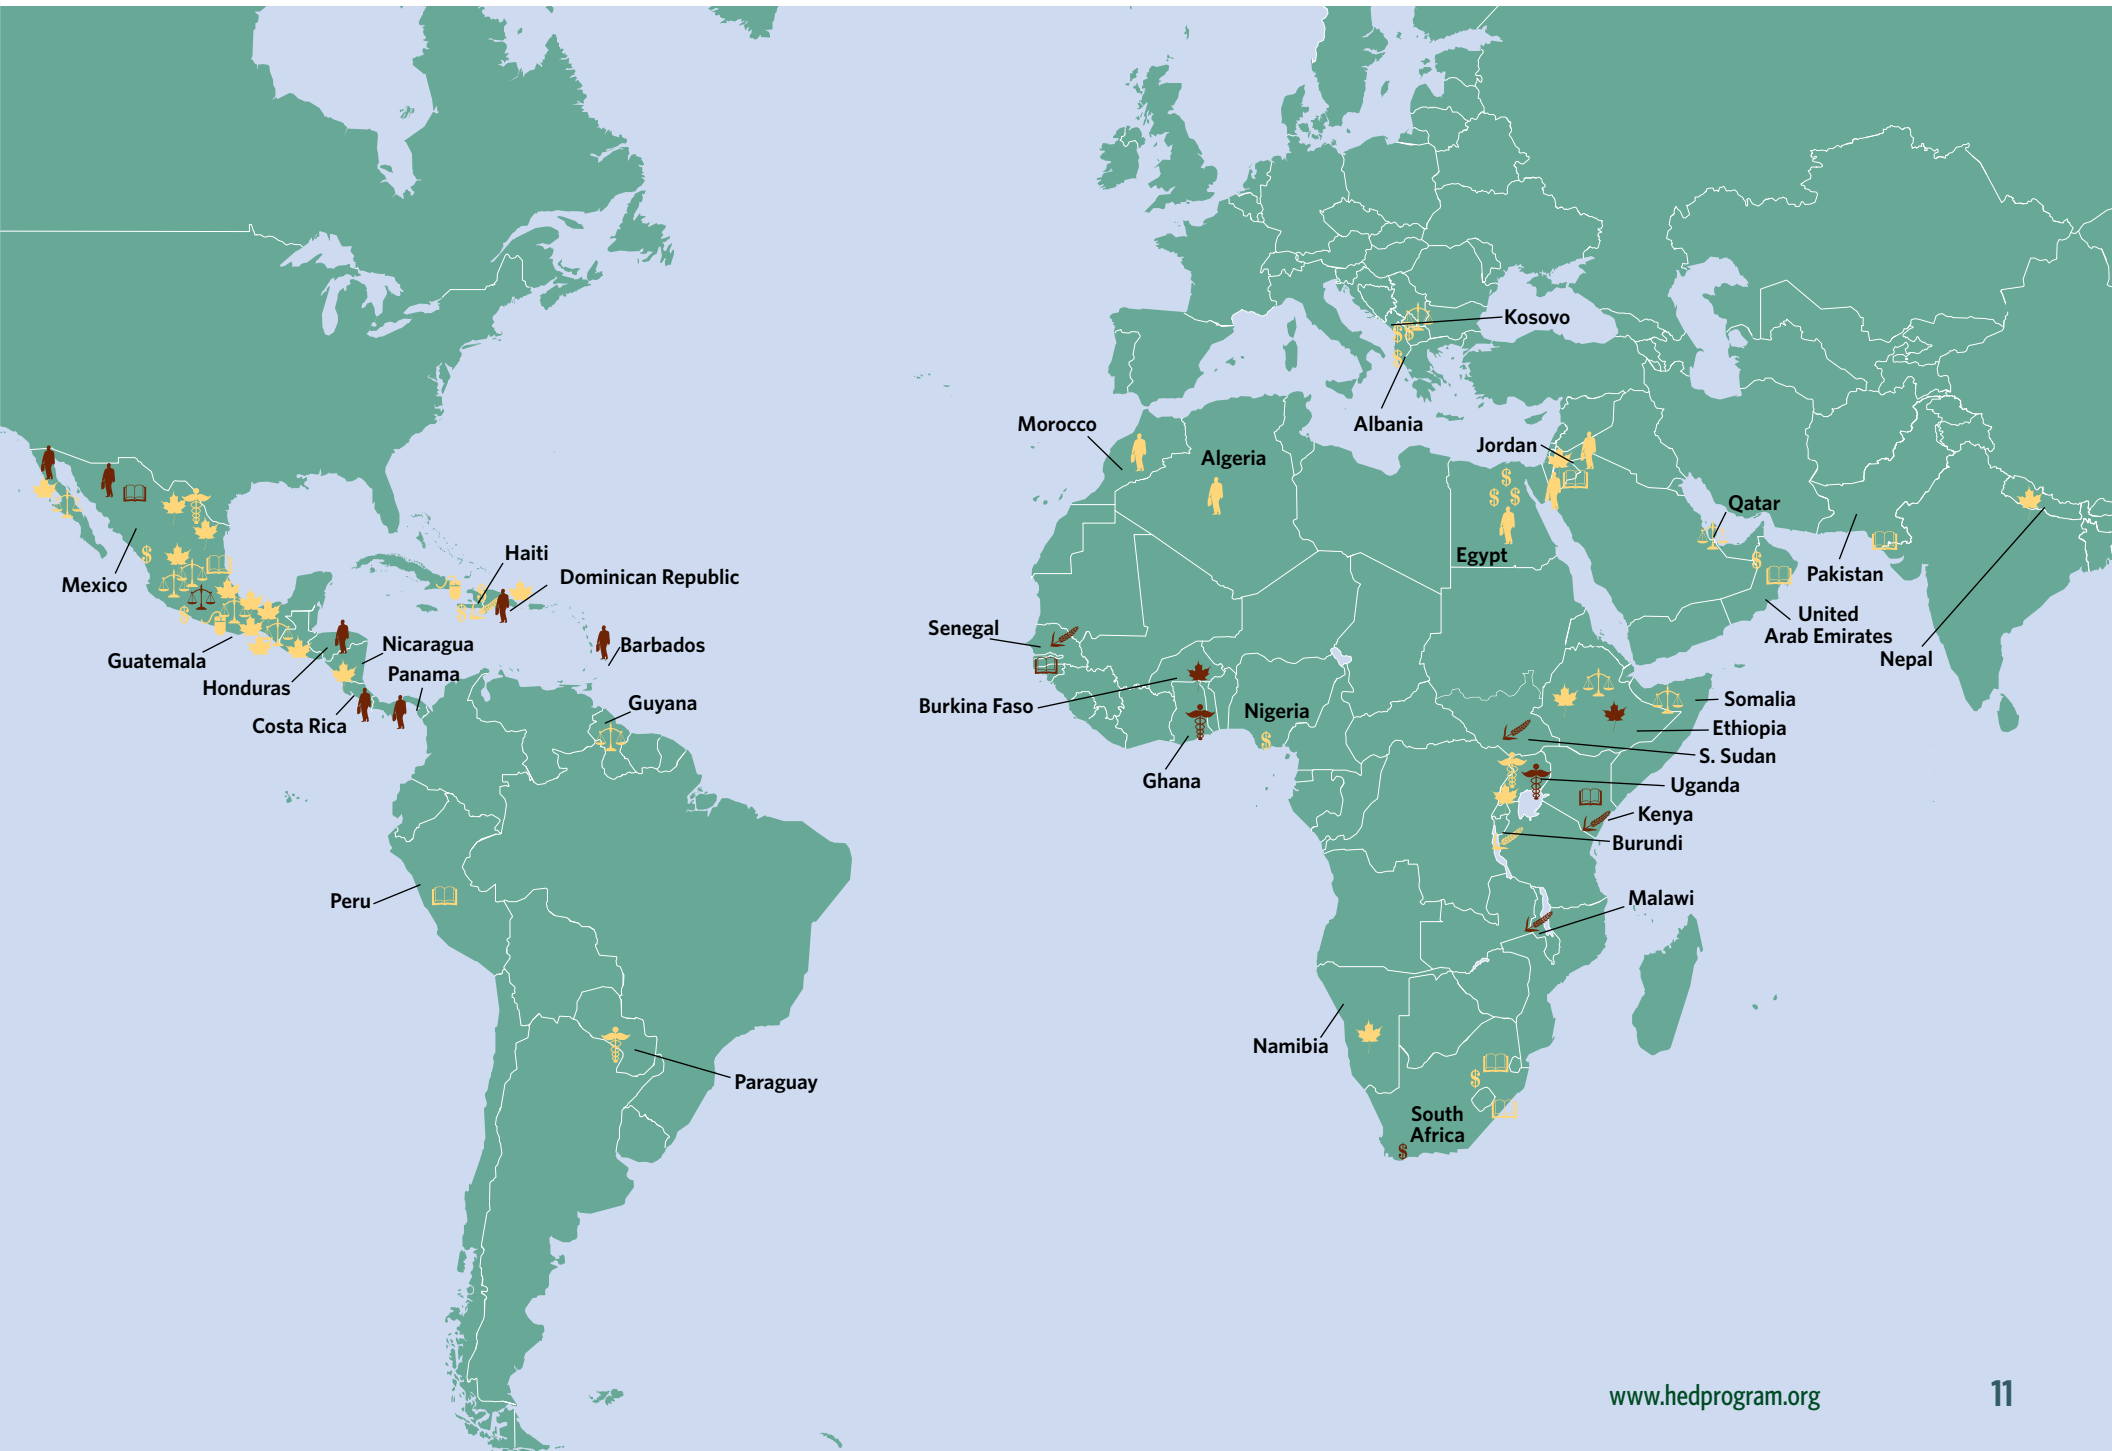 Kosovo
Albania
Morocco
Algeria
Jordan
Qatar
Egypt
Pakistan
United
Arab Emirates
Nepal
Haiti
Dominican Republic
Mexico
Guatemala
Honduras
Nicaragua
Panama
Costa Rica
Barbados
Guyana
Senegal
Burkina Faso
Nigeria
Ghana
Somalia
Ethiopia
S. Sudan
Uganda
Kenya
Burundi
Malawi
Peru
Paraguay
Namibia
South
Africa
www.hedprogram.org
11